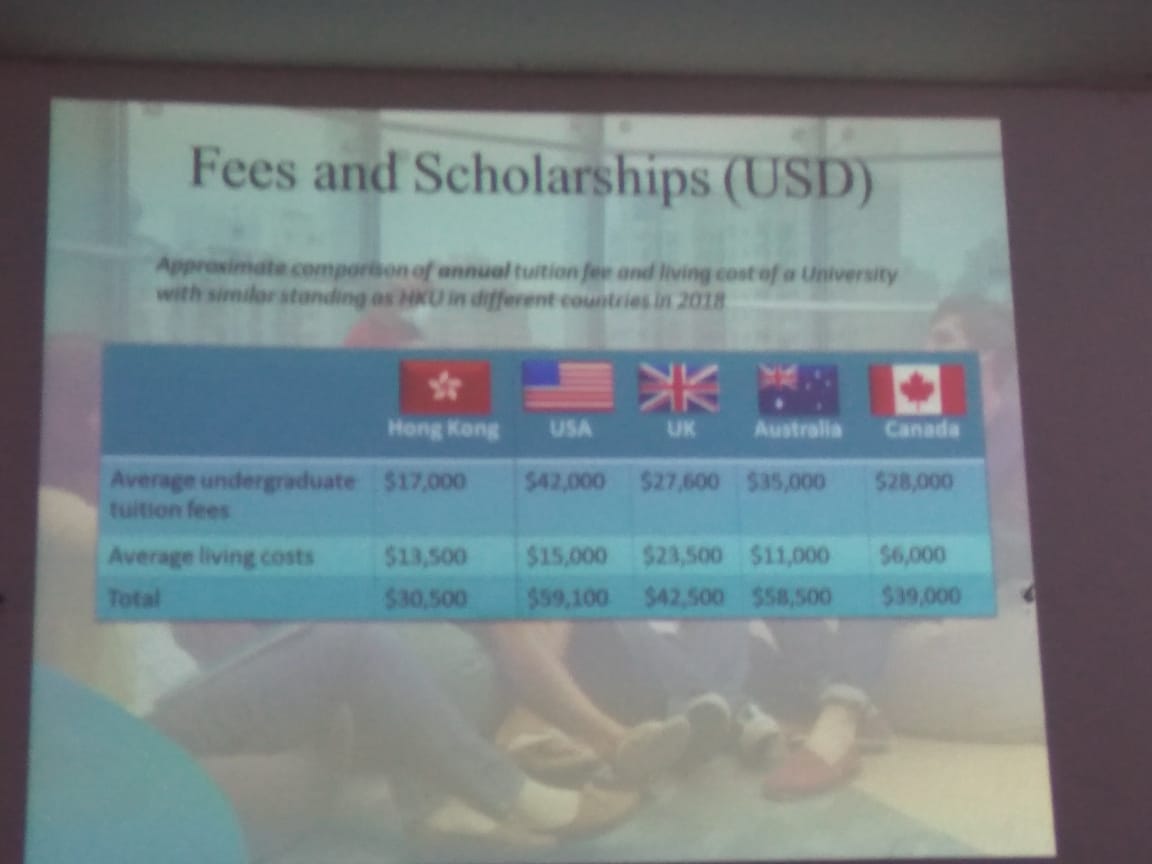 Fees and Scholarships (USD)
Approximate comparison of annual tuition fee and living cost of a University
with similar standing as HKU in different countries in 2018
Hong Kong USA UK Australia Canada
Average undergraduate $17,000 $42,000 $27,600 $35,000 $28,000
tuition fees
Average living costs $13,500 $15,000 $23,500 $11,000 $6,000
Total $30,500 $59,100 $42,500 $58,500 $39,000